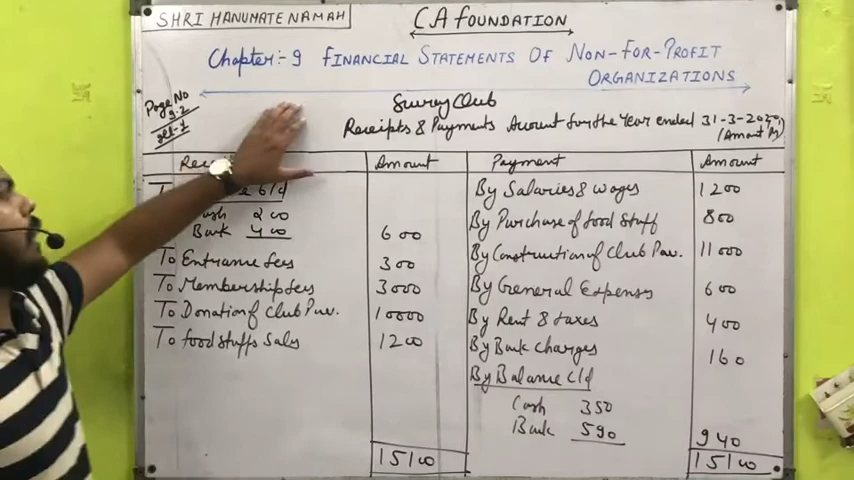 SHRI HANUMATE NAMAH
CA FOUNDATION
Chapter:- 9 FINANCIAL STATEMENTS OF NON-FOR-PROFIT
ORGANIZATIONS
Page No
9.2
Club
Receipts & Payments Account for the Year ended 31-3-2020
Amount Payment Amount
Cash 200
Bank 400 600
To Entrance fees 300
To Membership fees 3000
To Donation of Club Pav. 10000
To food stuffs Sales 1200
15100
By Salaries & wages 1200
By Purchase of food stuff 800
By Construction of Club Pav. 11000
By General Expenses 600
By Rent & taxes 400
By Bank Charges 160
By Balance C/d
Cash 350
Bank 590 940
15100